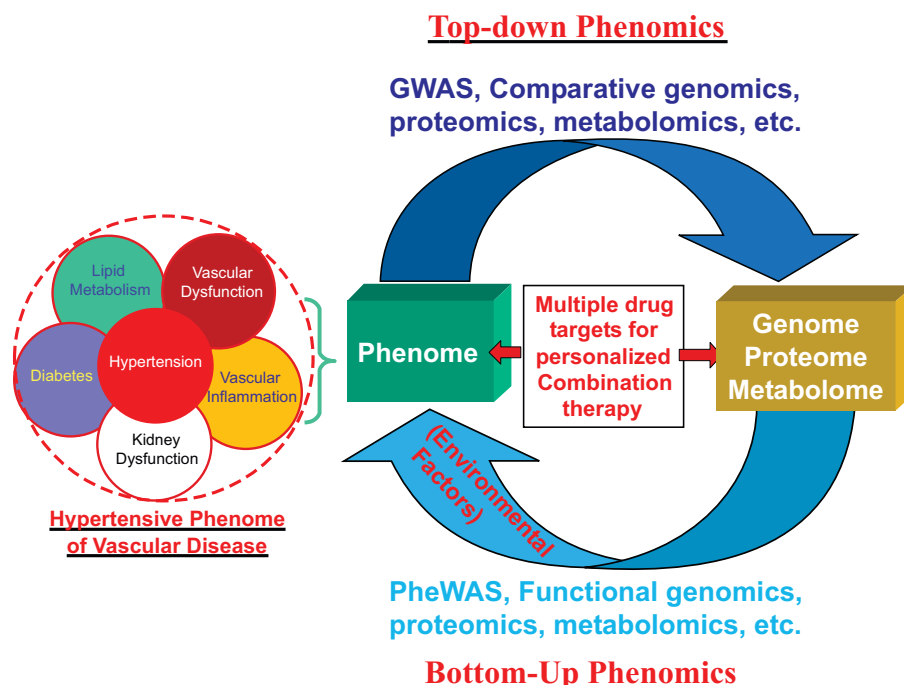 Top-down Phenomics
GWAS, Comparative genomics,
proteomics, metabolomics, etc.
Lipid
Metabolism
Vascular
Dysfunction
Hypertension
Diabetes
Vascular
Inflammation
Kidney
Dysfunction
Hypertensive Phenome
of Vascular Disease
Phenome
Multiple drug
targets for
personalized
Combination
therapy
Genome
Proteome
Metabolome
(Environmental
Factors)
PheWAS, Functional genomics,
proteomics, metabolomics, etc.
Bottom-Up Phenomics